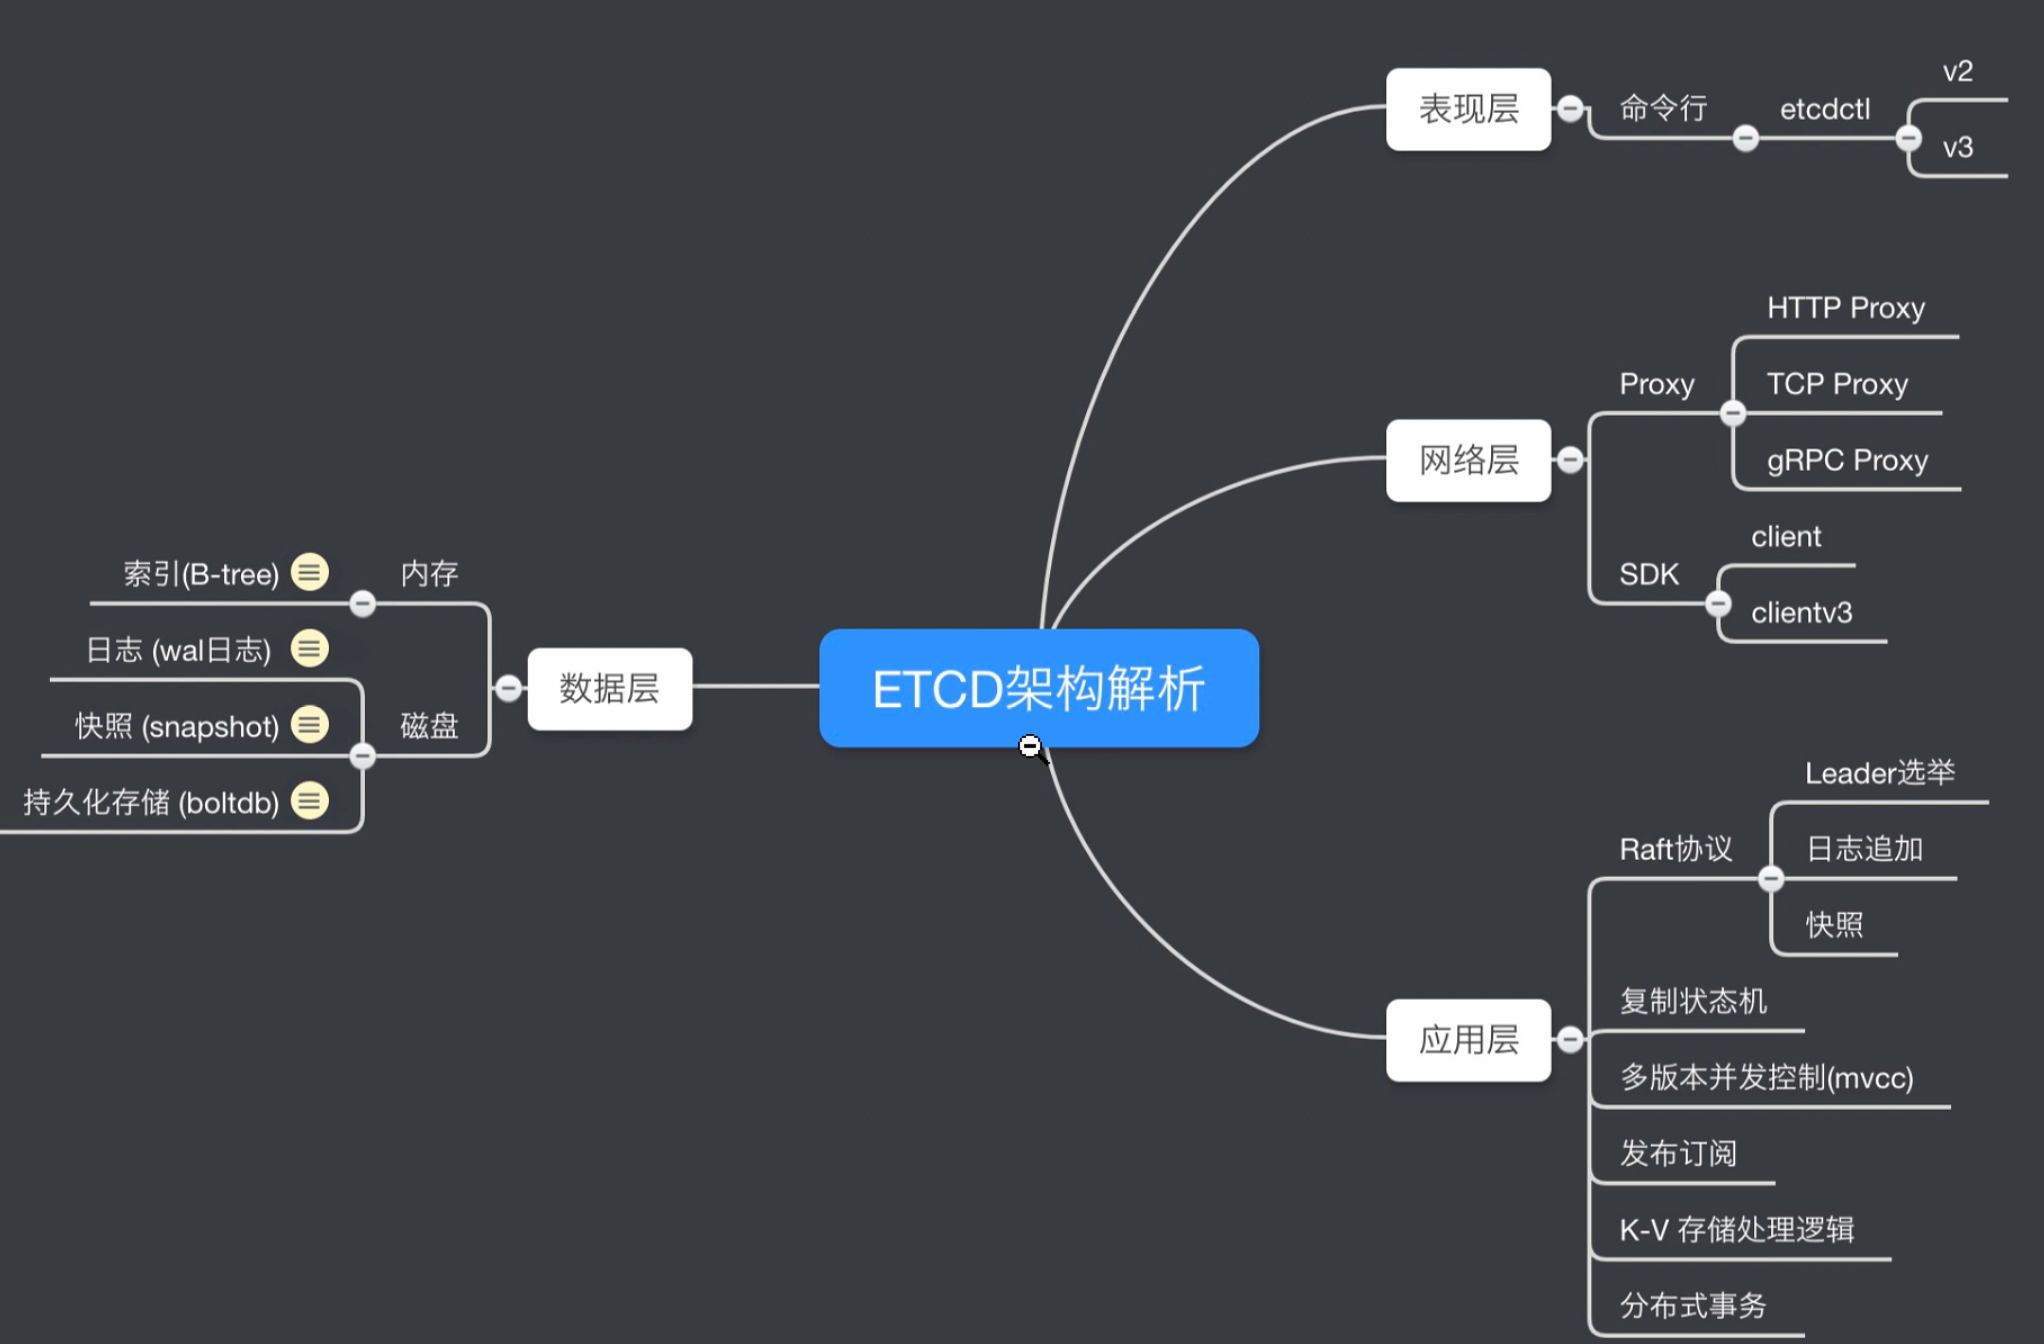 ETCD架构解析
表现层
命令行
etcdctl
v2
v3
网络层
Proxy
HTTP Proxy
TCP Proxy
gRPC Proxy
SDK
client
clientv3
应用层
Raft协议
Leader选举
日志追加
快照
复制状态机
多版本并发控制(mvcc)
发布订阅
K-V 存储处理逻辑
分布式事务
数据层
内存
索引(B-tree)
磁盘
日志 (wal日志)
快照 (snapshot)
持久化存储 (boltdb)